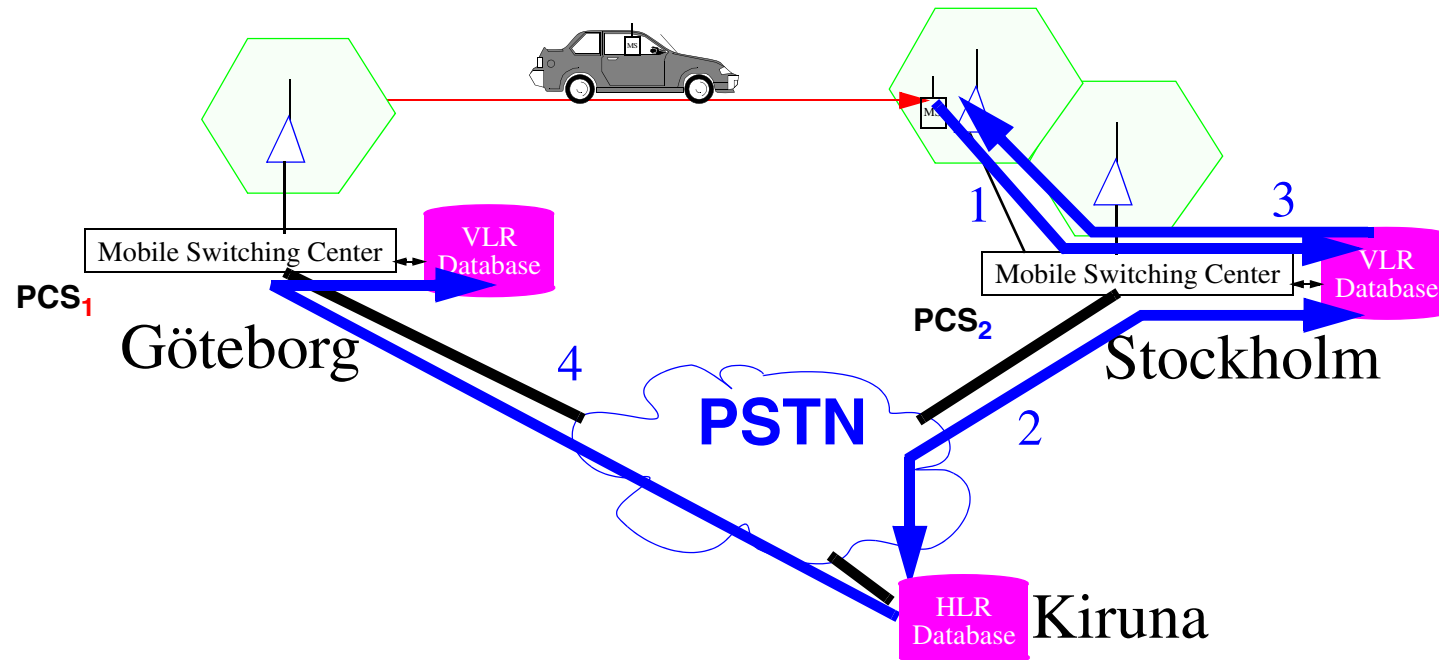 MS
MS
1
3
Mobile Switching Center
VLR
Database
Mobile Switching Center
VLR
Database
PCS1
Göteborg
PCS2
Stockholm
4
PSTN
2
HLR
Database
Kiruna